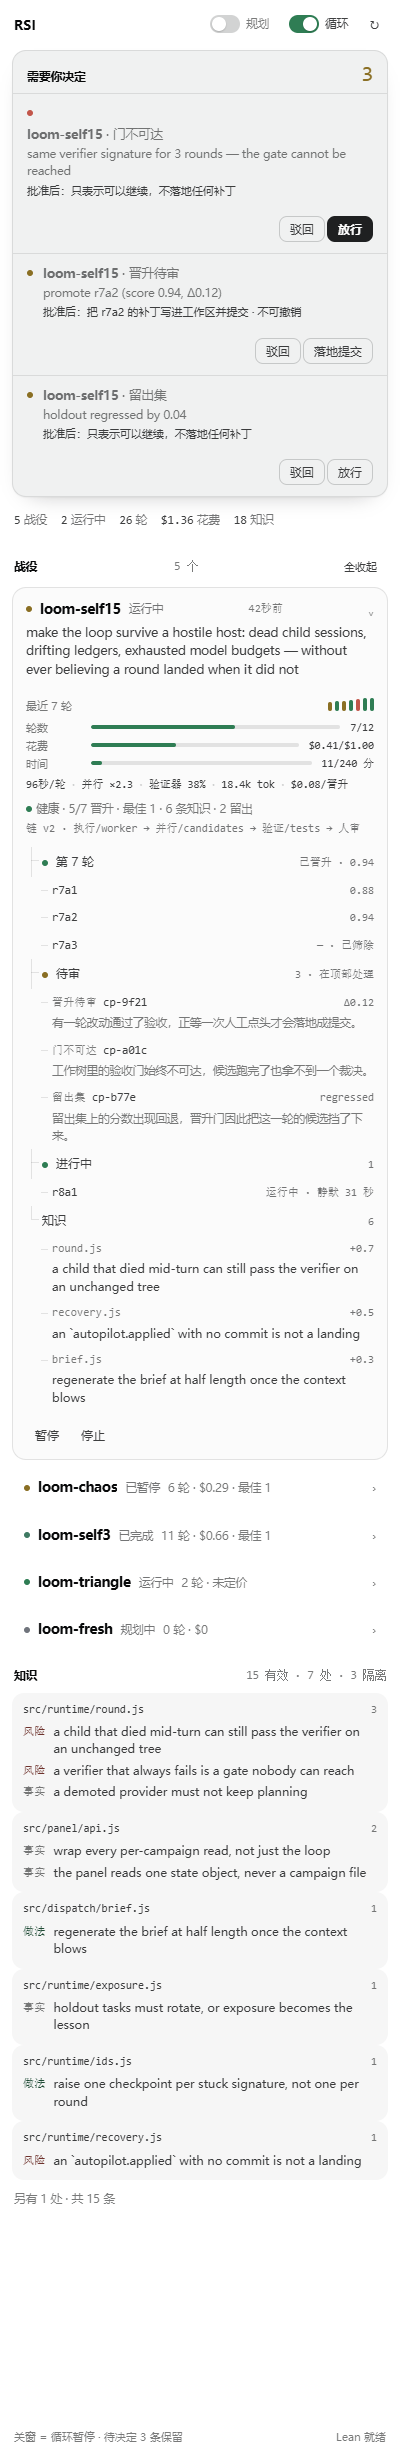 RSI 规划 循环 ↻
需要你决定 3
loom-self15 · 门不可达
same verifier signature for 3 rounds — the gate cannot be
reached
批准后：只表示可以继续，不落地任何补丁
驳回 放行
loom-self15 · 晋升待审
promote r7a2 (score 0.94, Δ0.12)
批准后：把 r7a2 的补丁写进工作区并提交 · 不可撤销
驳回 落地提交
loom-self15 · 留出集
holdout regressed by 0.04
批准后：只表示可以继续，不落地任何补丁
驳回 放行
5 战役 2 运行中 26 轮 $1.36 花费 18 知识
战役 5 个 全收起
loom-self15 运行中 42秒前
make the loop survive a hostile host: dead child sessions,
drifting ledgers, exhausted model budgets — without
ever believing a round landed when it did not
最近 7 轮
轮数 7/12
花费 $0.41/$1.00
时间 11/240 分
96秒/轮 · 并行 ×2.3 · 验证器 38% · 18.4k tok · $0.08/晋升
健康 · 5/7 晋升 · 最佳 1 · 6 条知识 · 2 留出
链 v2 · 执行/worker → 并行/candidates → 验证/tests → 人审
第 7 轮 已晋升 · 0.94
r7a1 0.88
r7a2 0.94
r7a3 — · 已筛除
待审 3 · 在顶部处理
晋升待审 cp-9f21 Δ0.12
有一轮改动通过了验收，正等一次人工点头才会落地成提交。
门不可达 cp-a01c
工作树里的验收门始终不可达，候选跑完了也拿不到一个裁决。
留出集 cp-b77e regressed
留出集上的分数出现回退，晋升门因此把这一轮的候选挡了下
来。
进行中 1
r8a1 运行中 · 静默 31 秒
知识 6
round.js +0.7
a child that died mid-turn can still pass the verifier on
an unchanged tree
recovery.js +0.5
an `autopilot.applied` with no commit is not a landing
brief.js +0.3
regenerate the brief at half length once the context
blows
暂停 停止
loom-chaos 已暂停 6 轮 · $0.29 · 最佳 1 ›
loom-self3 已完成 11 轮 · $0.66 · 最佳 1 ›
loom-triangle 运行中 2 轮 · 未定价 ›
loom-fresh 规划中 0 轮 · $0 ›
知识 15 有效 · 7 处 · 3 隔离
src/runtime/round.js 3
风险 a child that died mid-turn can still pass the verifier on
an unchanged tree
风险 a verifier that always fails is a gate nobody can reach
事实 a demoted provider must not keep planning
src/panel/api.js 2
事实 wrap every per-campaign read, not just the loop
事实 the panel reads one state object, never a campaign file
src/dispatch/brief.js 1
做法 regenerate the brief at half length once the context
blows
src/runtime/exposure.js 1
事实 holdout tasks must rotate, or exposure becomes the
lesson
src/runtime/ids.js 1
做法 raise one checkpoint per stuck signature, not one per
round
src/runtime/recovery.js 1
风险 an `autopilot.applied` with no commit is not a landing
另有 1 处 · 共 15 条
关窗 = 循环暂停 · 待决定 3 条保留 Lean 就绪